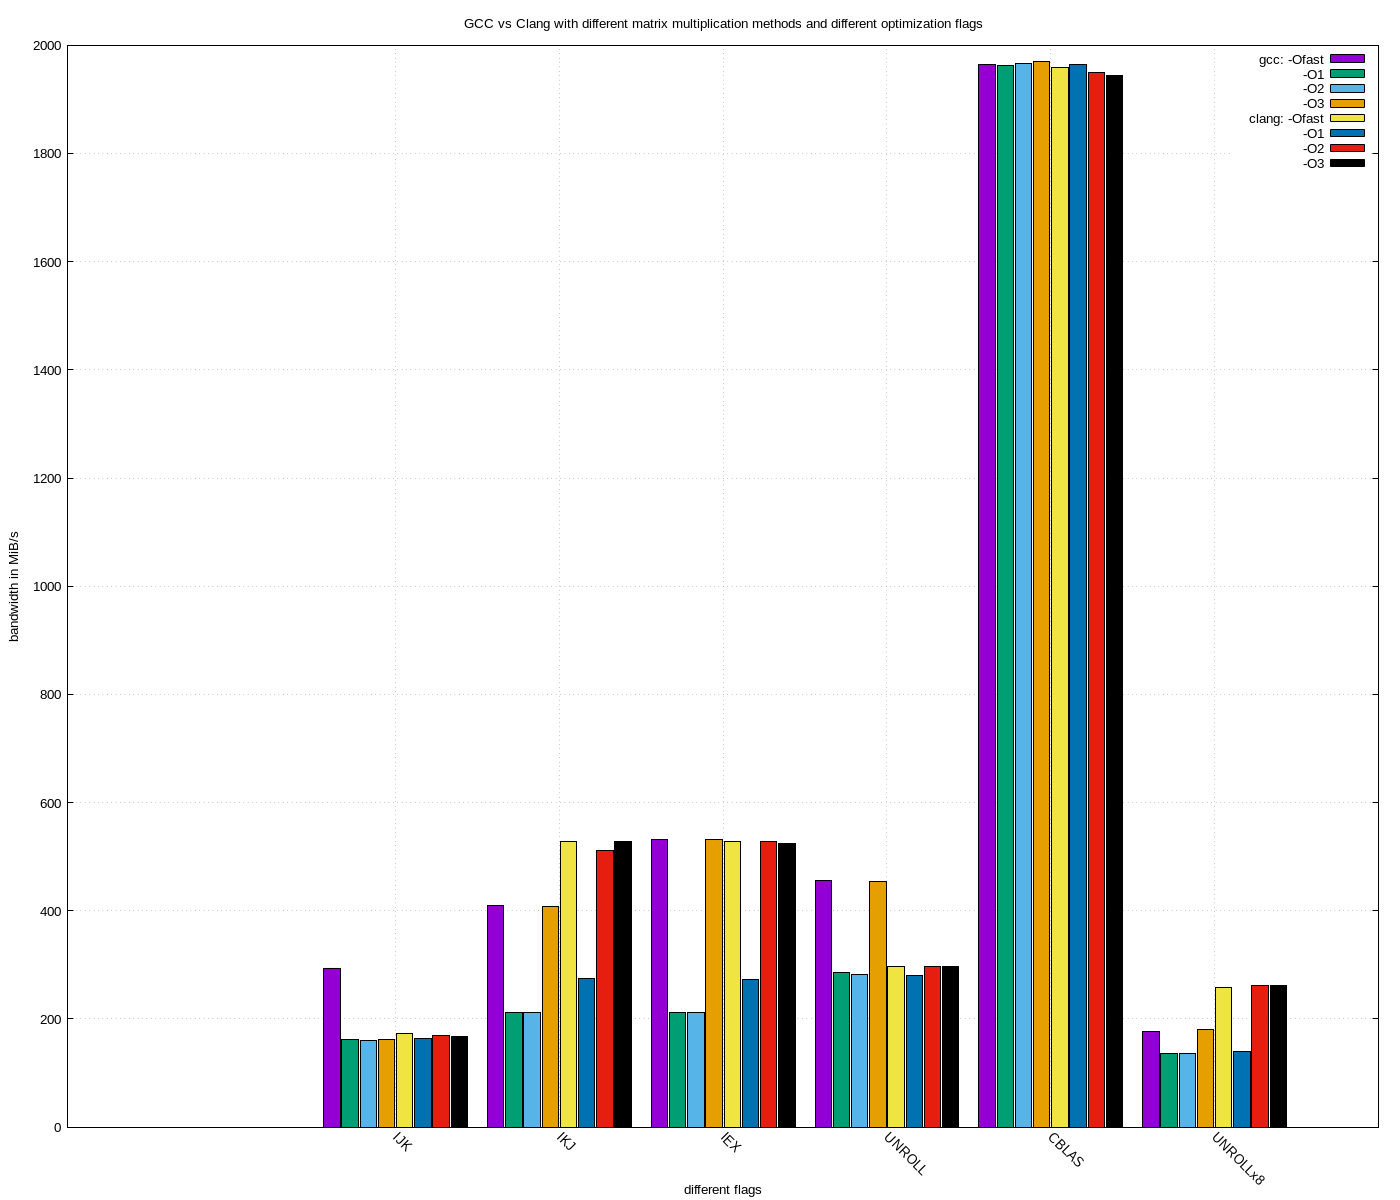 GCC vs Clang with different matrix multiplication methods and different optimization flags
2000
1800
1600
1400
1200
1000
800
600
400
200
0
bandwidth in MiB/s
gcc: -Ofast
-O1
-O2
-O3
clang: -Ofast
-O1
-O2
-O3
IJK
IKJ
IEX
UNROLL
CBLAS
UNROLLx8
different flags